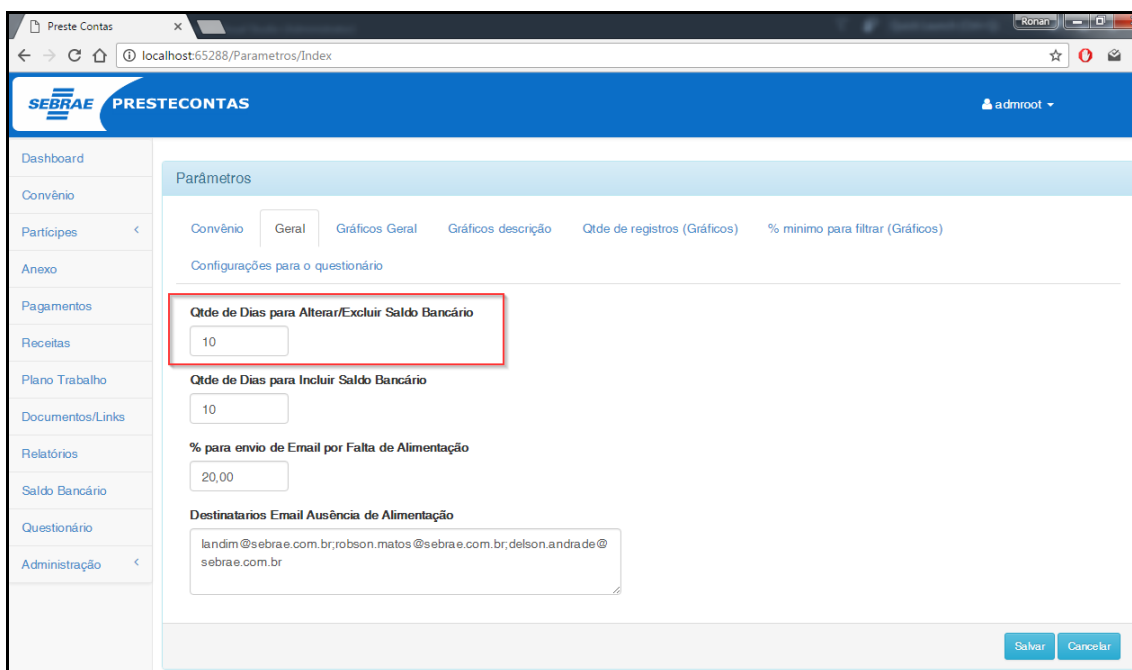 Preste Contas
Ronan
localhost:65288/Parametros/Index
SEBRAE PRESTECONTAS
admroot
Dashboard
Convênio
Partícipes
Anexo
Pagamentos
Receitas
Plano Trabalho
Documentos/Links
Relatórios
Saldo Bancário
Questionário
Administração
Parâmetros
Convênio Geral Gráficos Geral Gráficos descrição Qtde de registros (Gráficos) % minimo para filtrar (Gráficos)
Configurações para o questionário
Qtde de Dias para Alterar/Excluir Saldo Bancário
10
Qtde de Dias para Incluir Saldo Bancário
10
% para envio de Email por Falta de Alimentação
20,00
Destinatarios Email Ausência de Alimentação
landim@sebrae.com.br;robson.matos@sebrae.com.br;delson.andrade@
sebrae.com.br
Salvar Cancelar